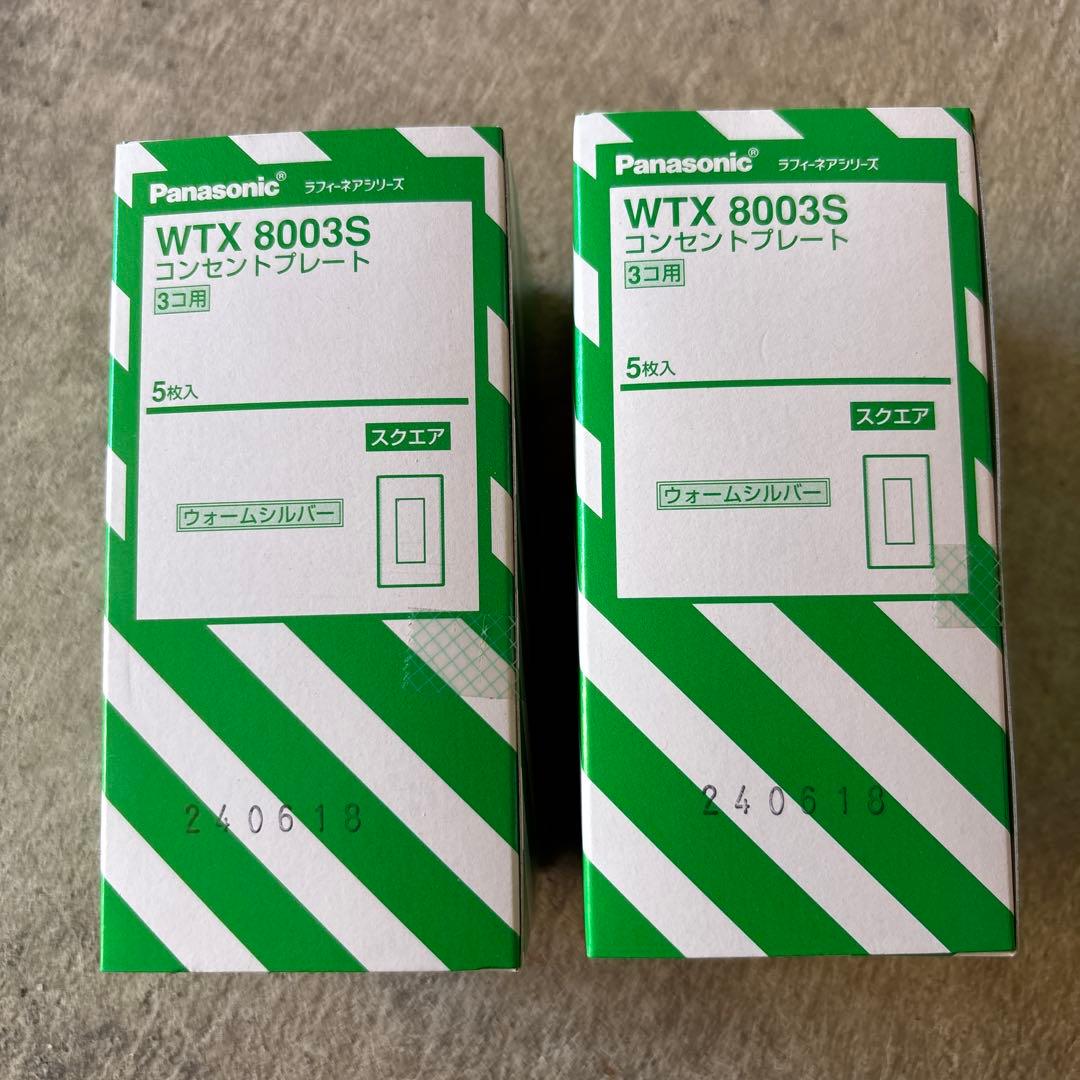 Panasonic® ラフィーネアシリーズ
WTX 8003S
コンセントプレート
3コ用
5枚入
スクエア
ウォームシルバー
240618
Panasonic® ラフィーネアシリーズ
WTX 8003S
コンセントプレート
3コ用
5枚入
スクエア
ウォームシルバー
240618